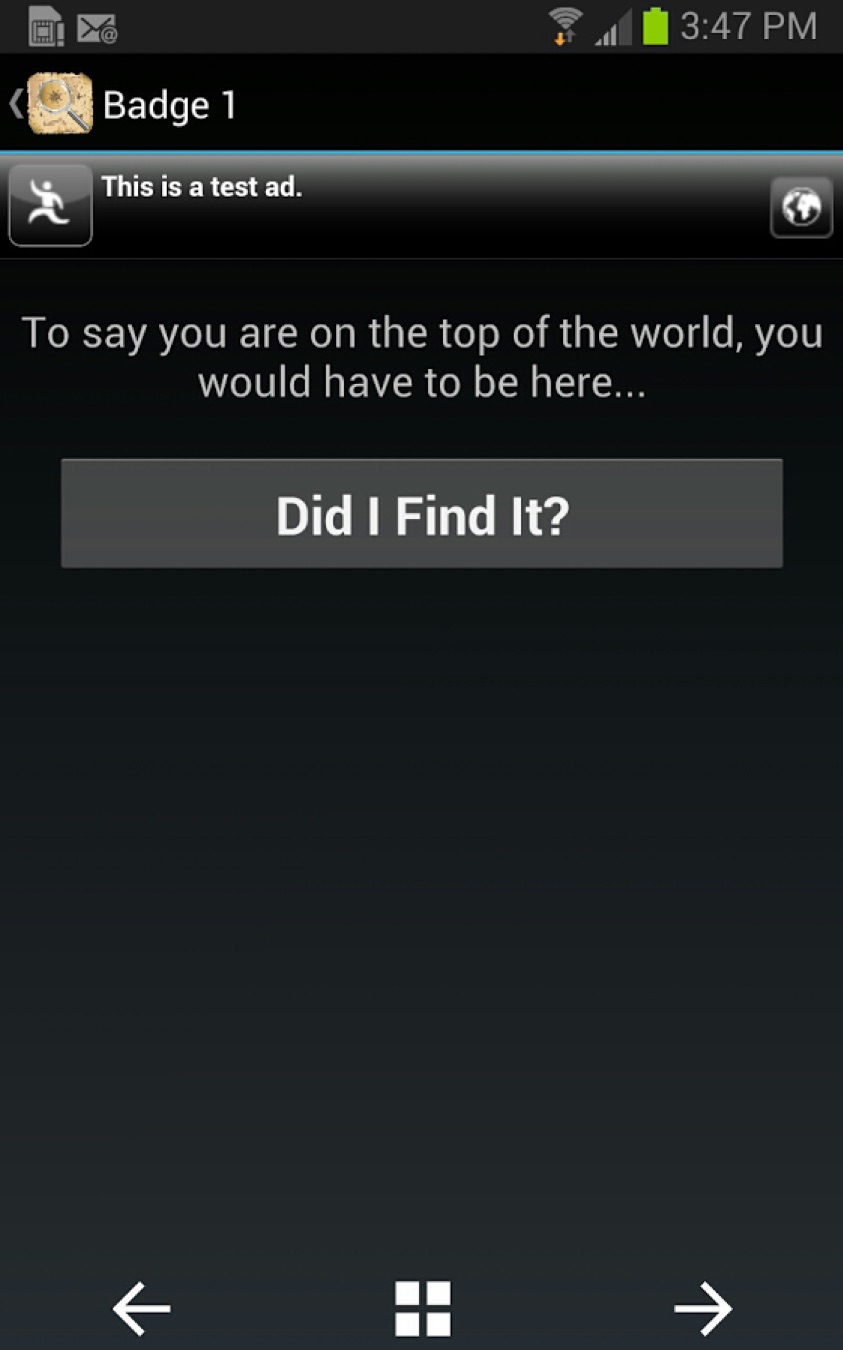 3:47 PM
Badge 1
This is a test ad.
To say you are on the top of the world, you
would have to be here...
Did I Find It?